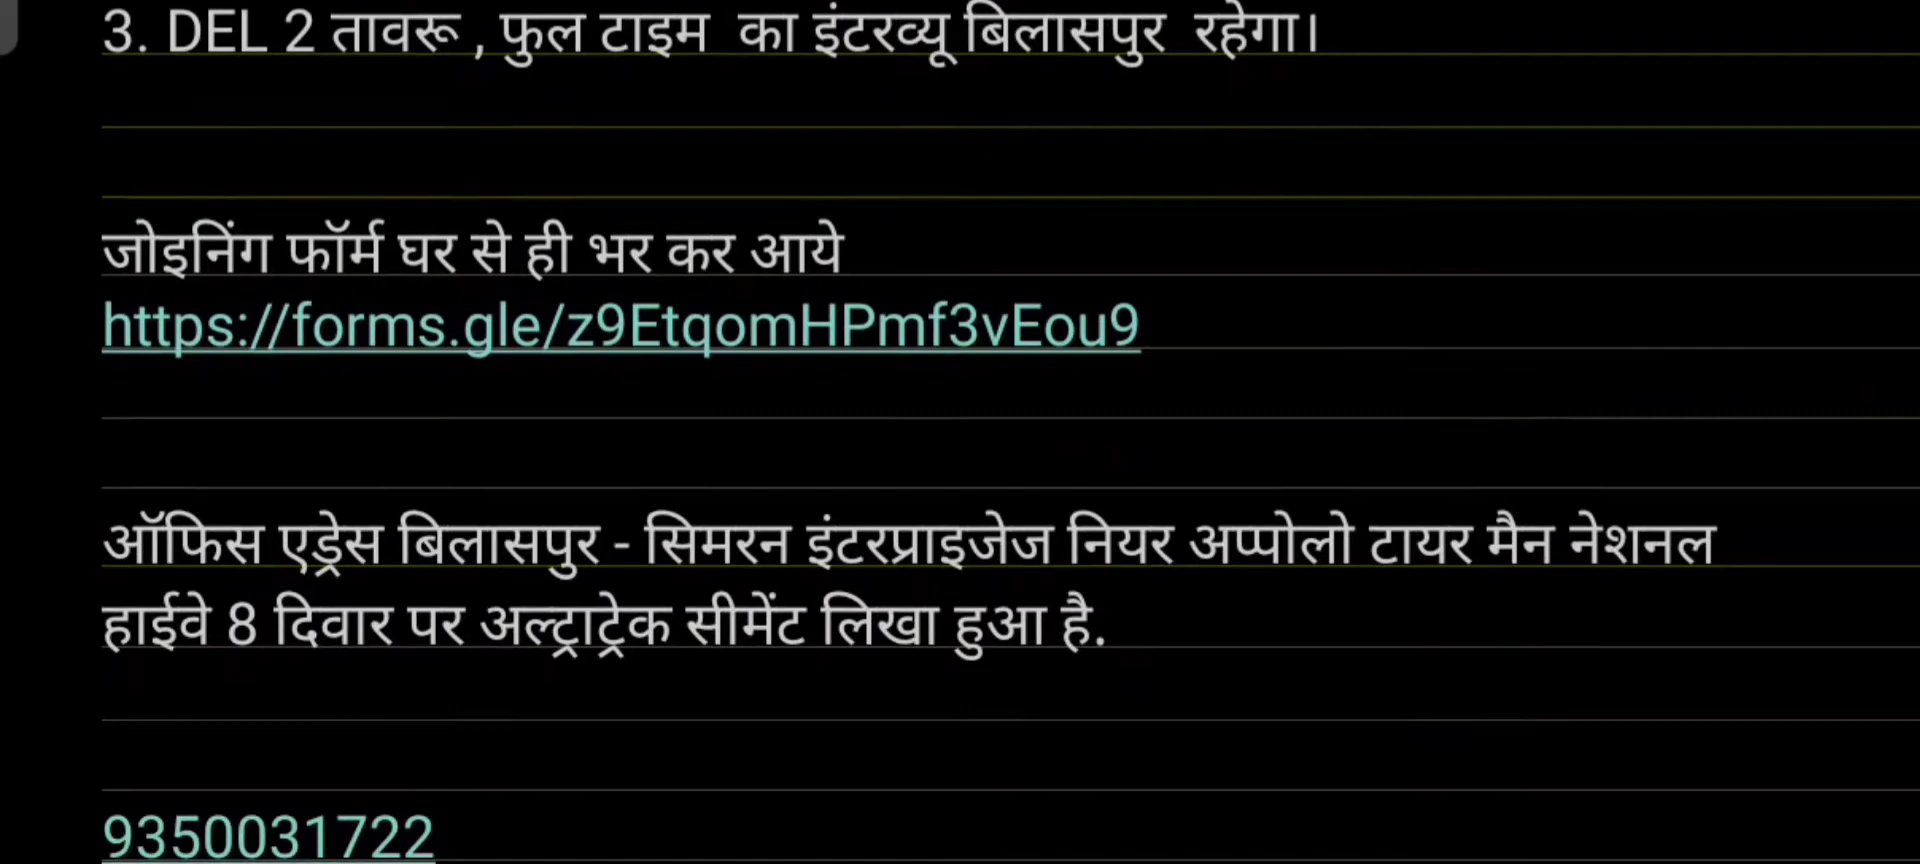 3. DEL 2 तावरू , फुल टाइम का इंटरव्यू बिलासपुर रहेगा।
जोइनिंग फॉर्म घर से ही भर कर आये
https://forms.gle/z9EtqomHPmf3vEou9
ऑफिस एड्रेस बिलासपुर - सिमरन इंटरप्राइजेज नियर अप्पोलो टायर मैन नेशनल
हाईवे 8 दिवार पर अल्ट्राट्रेक सीमेंट लिखा हुआ है.
9350031722